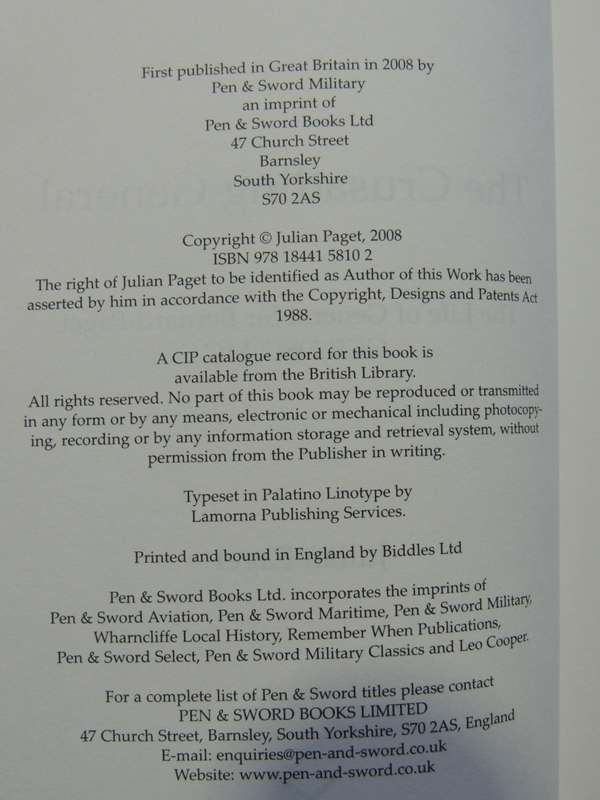 First published in Great Britain in 2008 by
Pen & Sword Military
an imprint of
Pen & Sword Books Ltd
47 Church Street
Barnsley
South Yorkshire
S70 2AS
Copyright © Julian Paget, 2008
ISBN 978 18441 5810 2
The right of Julian Paget to be identified as Author of this Work has been
asserted by him in accordance with the Copyright, Designs and Patents Act
1988.
A CIP catalogue record for this book is
available from the British Library.
All rights reserved. No part of this book may be reproduced or transmitted
in any form or by any means, electronic or mechanical including photocopy-
ing, recording or by any information storage and retrieval system, without
permission from the Publisher in writing.
Typeset in Palatino Linotype by
Lamorna Publishing Services.
Printed and bound in England by Biddles Ltd
Pen & Sword Books Ltd. incorporates the imprints of
Pen & Sword Aviation, Pen & Sword Maritime, Pen & Sword Military,
Wharncliffe Local History, Remember When Publications,
Pen & Sword Select, Pen & Sword Military Classics and Leo Cooper.
For a complete list of Pen & Sword titles please contact
PEN & SWORD BOOKS LIMITED
47 Church Street, Barnsley, South Yorkshire, S70 2AS, England
E-mail: enquiries@pen-and-sword.co.uk
Website: www.pen-and-sword.co.uk